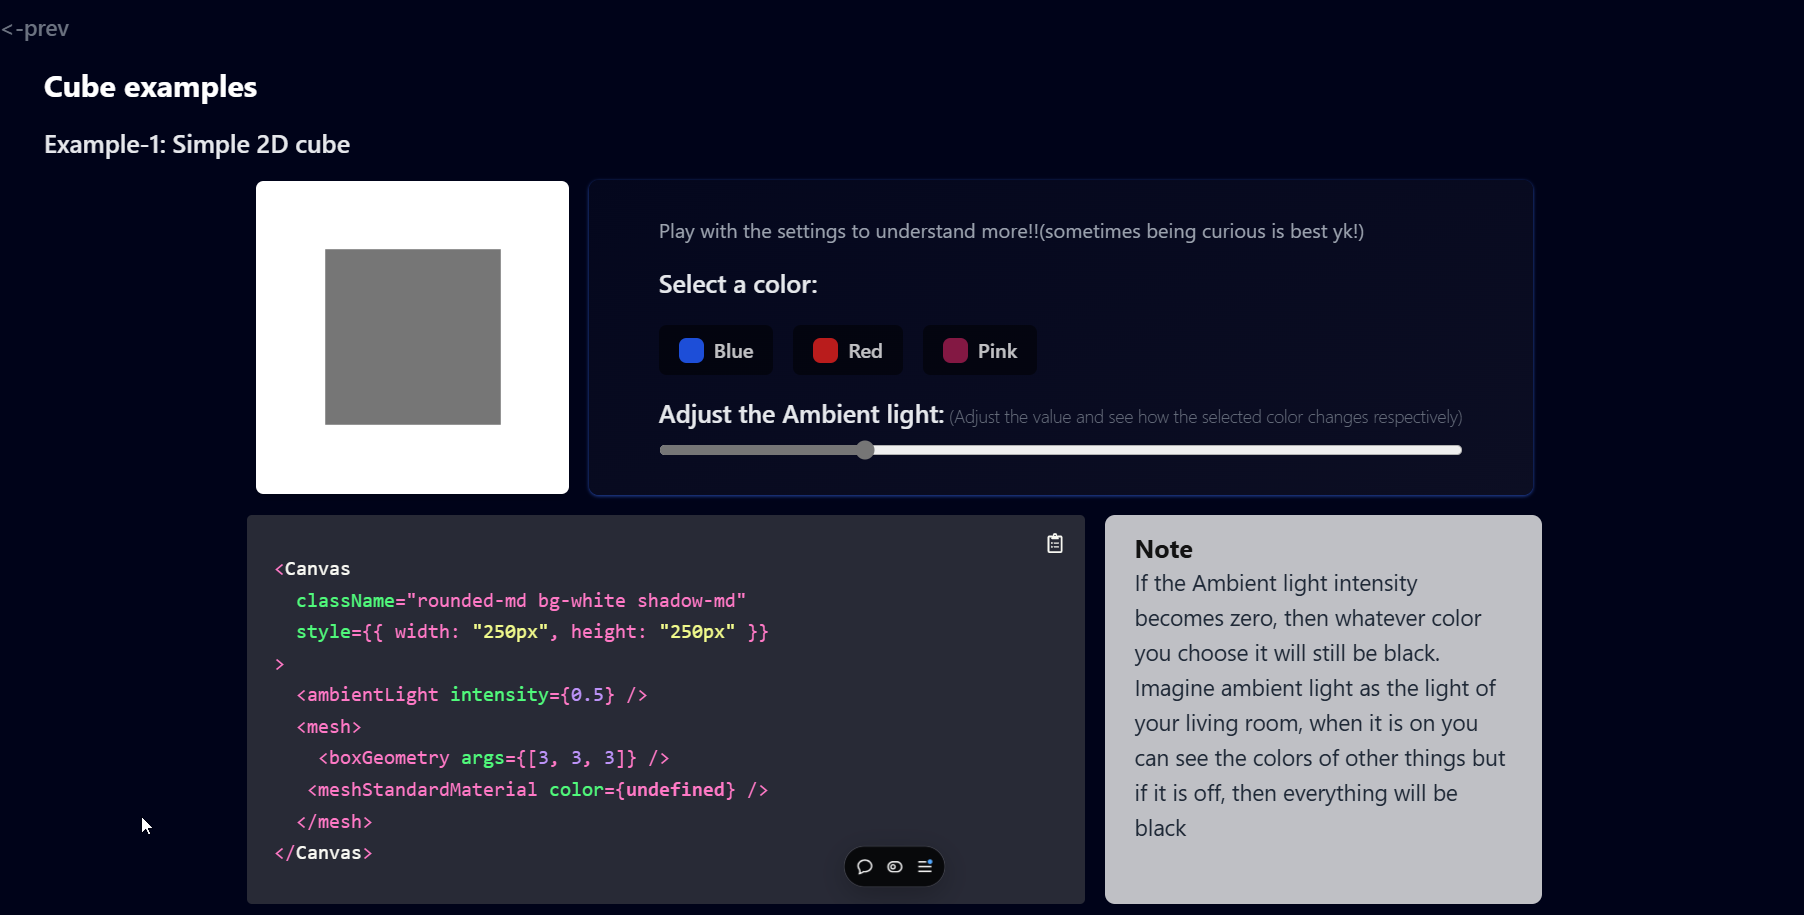 <-prev
Cube examples
Example-1: Simple 2D cube
Play with the settings to understand more!!(sometimes being curious is best yk!)
Select a color:
Blue
Red
Pink
Adjust the Ambient light: (Adjust the value and see how the selected color changes respectively)
<Canvas
  className="rounded-md bg-white shadow-md"
  style={{ width: "250px", height: "250px" }}
>
  <ambientLight intensity={0.5} />
  <mesh>
    <boxGeometry args={[3, 3, 3]} />
   <meshStandardMaterial color={undefined} />
  </mesh>
</Canvas>
Note
If the Ambient light intensity
becomes zero, then whatever color
you choose it will still be black.
Imagine ambient light as the light of
your living room, when it is on you
can see the colors of other things but
if it is off, then everything will be
black